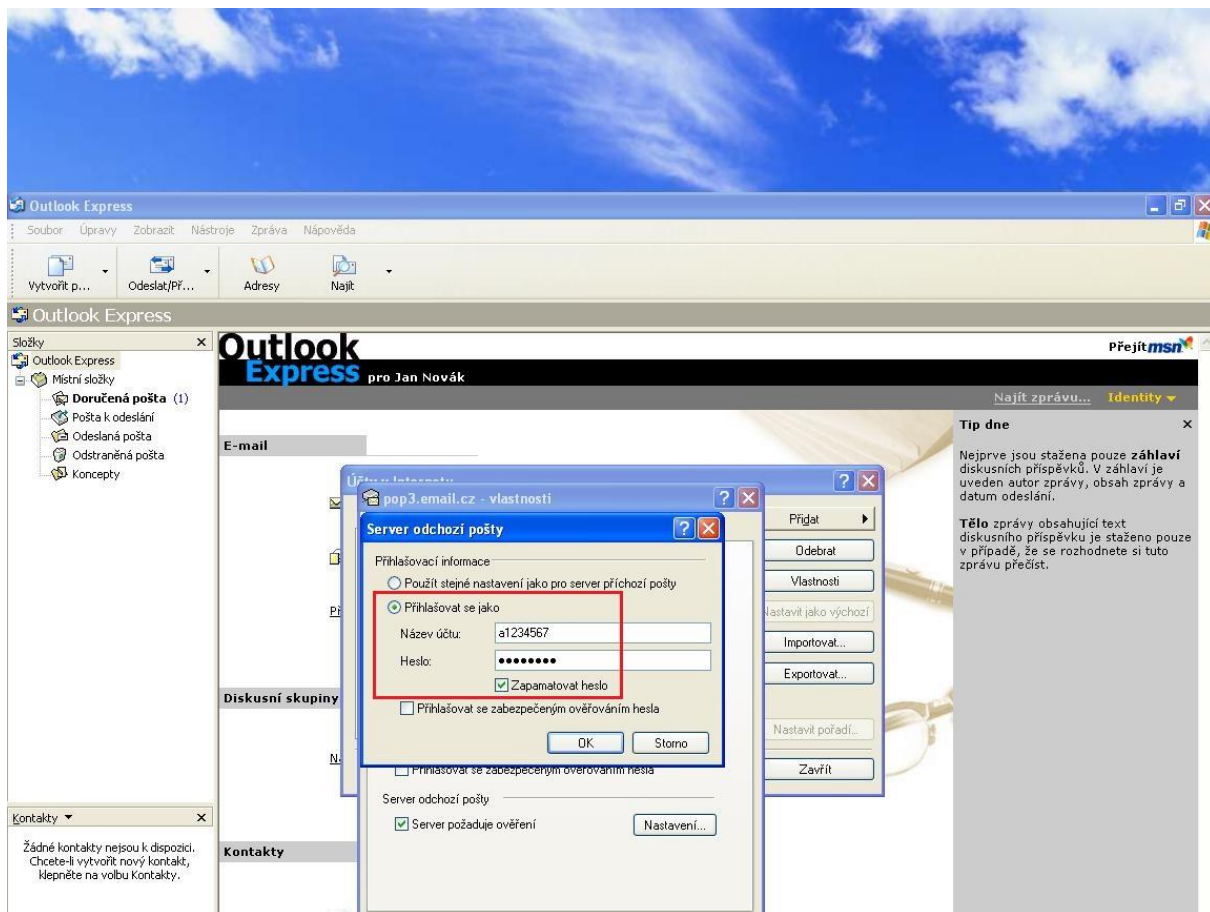 Outlook Express
Soubor Úpravy Zobrazit Nástroje Zpráva Nápověda
Vytvořit p... Odeslat/Př... Adresy Najít
Outlook Express
Složky
Outlook Express
Místní složky
Doručená pošta (1)
Pošta k odeslání
Odeslaná pošta
Odstraněná pošta
Koncepty
Kontakty
Žádné kontakty nejsou k dispozici.
Chcete-li vytvořit nový kontakt,
klepněte na volbu Kontakty.
Outlook
Express pro Jan Novák
Přejít msn
Najít zprávu... Identity
E-mail
Diskusní skupiny
Kontakty
pop3.email.cz - vlastnosti
Server odchozí pošty
Přihlašovací informace
Použít stejné nastavení jako pro server příchozí pošty
Přihlašovat se jako
Název účtu: a1234567
Heslo: ●●●●●●●●
Zapamatovat heslo
Přihlašovat se zabezpečeným ověřováním hesla
OK Storno
Přihlašovat se zabezpečeným ověřováním hesla
Server odchozí pošty
Server požaduje ověření Nastavení...
Přidat
Odebrat
Vlastnosti
Nastavit jako výchozí
Importovat...
Exportovat...
Nastavit pořadí...
Zavřít
Tip dne
Nejprve jsou stažena pouze záhlaví
diskusních příspěvků. V záhlaví je
uveden autor zprávy, obsah zprávy a
datum odeslání.
Tělo zprávy obsahující text
diskusního příspěvku je staženo pouze
v případě, že se rozhodnete si tuto
zprávu přečíst.